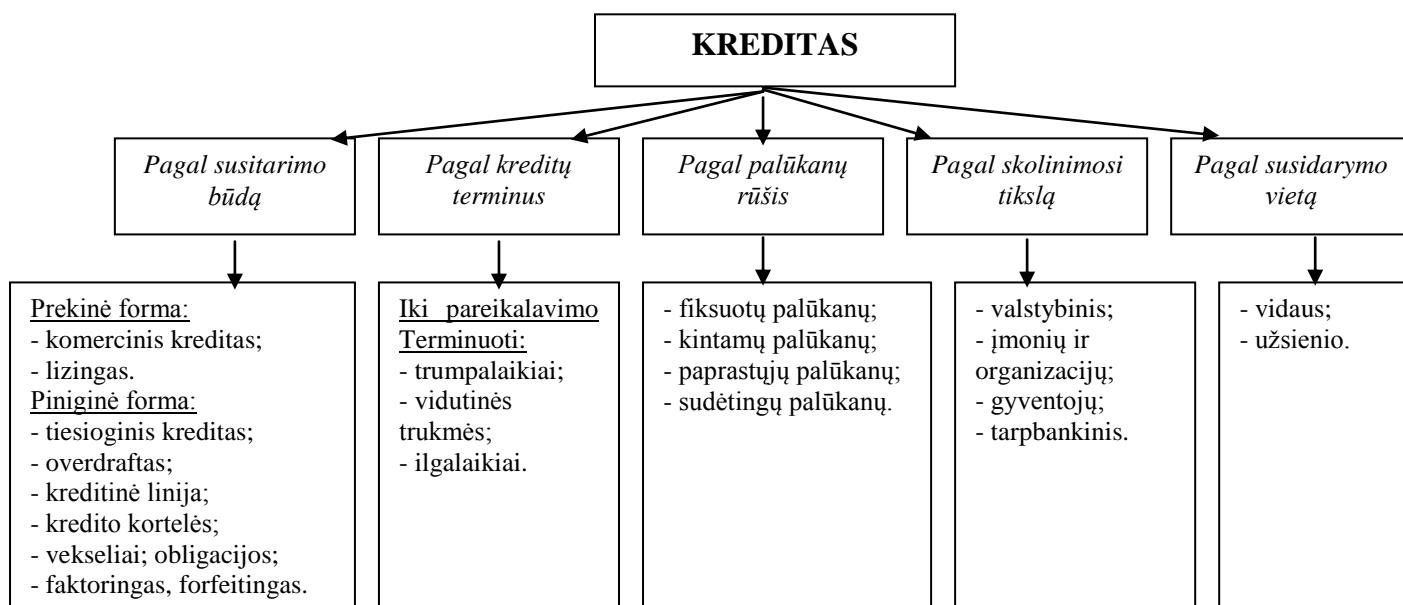 KREDITAS
Pagal susitarimo
būdą
Pagal kreditų
terminus
Pagal palūkanų
rūšis
Pagal skolinimosi
tikslą
Pagal susidarymo
vietą
Prekinė forma:
- komercinis kreditas;
- lizingas.
Piniginė forma:
- tiesioginis kreditas;
- overdraftas;
- kreditinė linija;
- kredito kortelės;
- vekseliai; obligacijos;
- faktoringas, forfeitingas.
Iki pareikalavimo
Terminuoti:
- trumpalaikiai;
- vidutinės
trukmės;
- ilgalaikiai.
- fiksuotų palūkanų;
- kintamų palūkanų;
- paprastųjų palūkanų;
- sudėtingų palūkanų.
- valstybinis;
- įmonių ir
organizacijų;
- gyventojų;
- tarpbankinis.
- vidaus;
- užsienio.